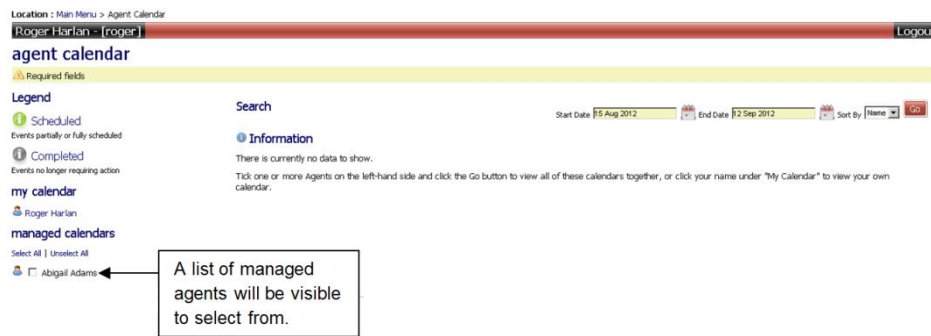 Location : Main Menu > Agent Calendar
Roger Harlan - [roger]
Logou
agent calendar
Required fields
Legend
Scheduled
Events partially or fully scheduled
Completed
Events no longer requiring action
my calendar
Roger Harlan
managed calendars
Select All | Unselect All
Abigail Adams
Search
Start Date 15 Aug 2012 End Date 12 Sep 2012 Sort By Name Go
Information
There is currently no data to show.
Tick one or more Agents on the left-hand side and click the Go button to view all of these calendars together, or click your name under "My Calendar" to view your own
calendar.
A list of managed
agents will be visible
to select from.